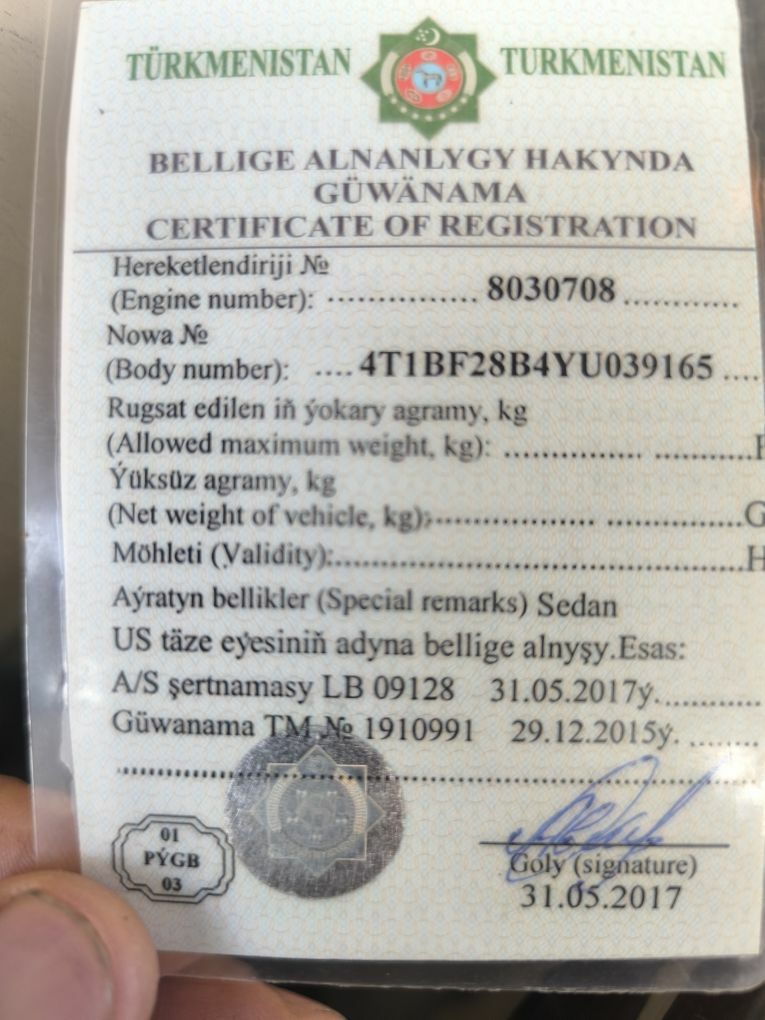 TÜRKMENISTAN TURKMENISTAN
BELLIGE ALNANLYGY HAKYNDA
GÜWÄNAMA
CERTIFICATE OF REGISTRATION
Hereketlendiriji №
(Engine number): ................ 8030708 ............
Nowa №
(Body number): .... 4T1BF28B4YU039165 ....
Rugsat edilen iň ýokary agramy, kg
(Allowed maximum weight, kg): ............... ...........F
Ýüksüz agramy, kg
(Net weight of vehicle, kg):................. ...............G
Möhleti (Validity):............................................H
Aýratyn bellikler (Special remarks) Sedan
US täze eýesiniň adyna bellige alnyşy.Esas:
A/S şertnamasy LB 09128 31.05.2017ý............
Güwanama TM № 1910991 29.12.2015ý. ........
01
PÝGB
03
Goly (signature)
31.05.2017